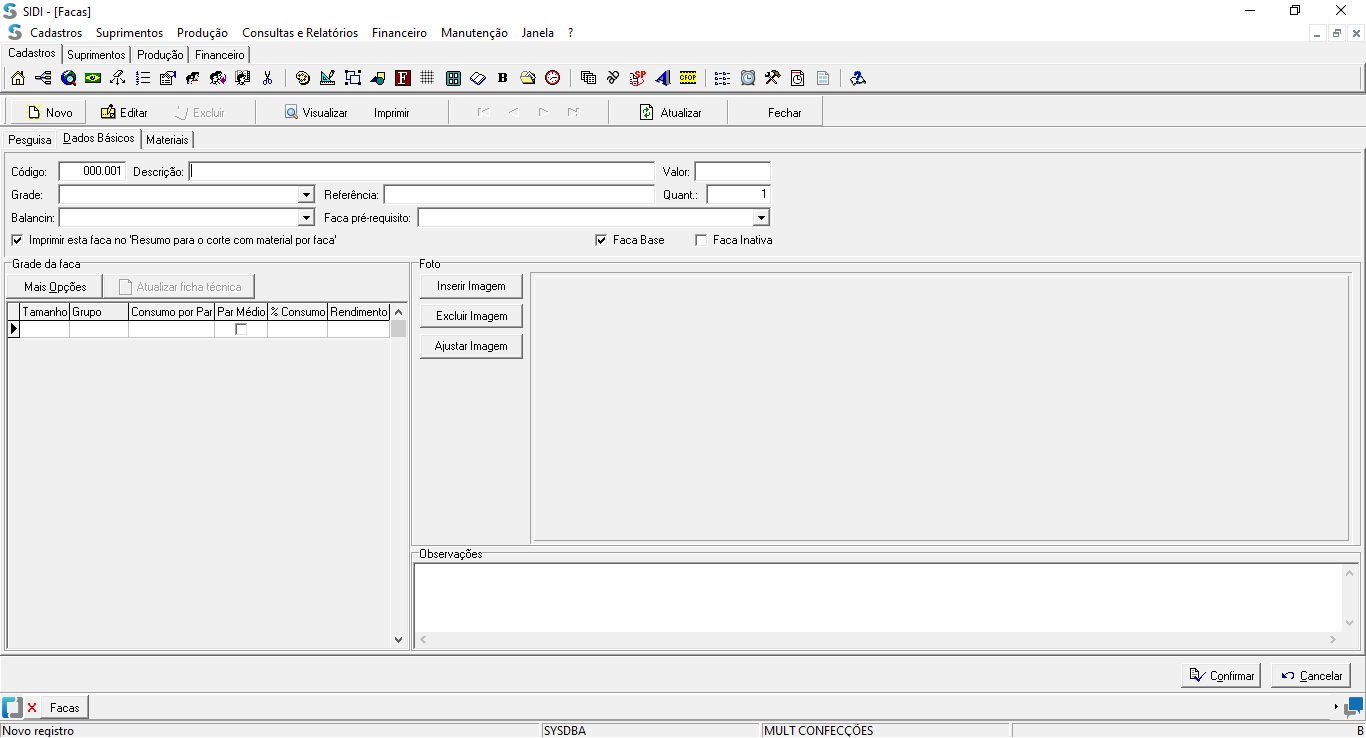 SIDI - [Facas]
Cadastros Suprimentos Produção Consultas e Relatórios Financeiro Manutenção Janela ?
Cadastros Suprimentos Produção Financeiro
F B SP CFOP
Novo Editar Excluir Visualizar Imprimir Atualizar Fechar
Pesquisa Dados Básicos Materiais
Código: 000.001 Descrição: Valor:
Grade: Referência: Quant.: 1
Balancin: Faca pré-requisito:
Imprimir esta faca no 'Resumo para o corte com material por faca' Faca Base Faca Inativa
Grade da faca Foto
Mais Opções Atualizar ficha técnica Inserir Imagem
Tamanho Grupo Consumo por Par Par Médio % Consumo Rendimento
Excluir Imagem
Ajustar Imagem
Observações
Confirmar Cancelar
Facas
Novo registro SYSDBA MULT CONFECÇÕES B